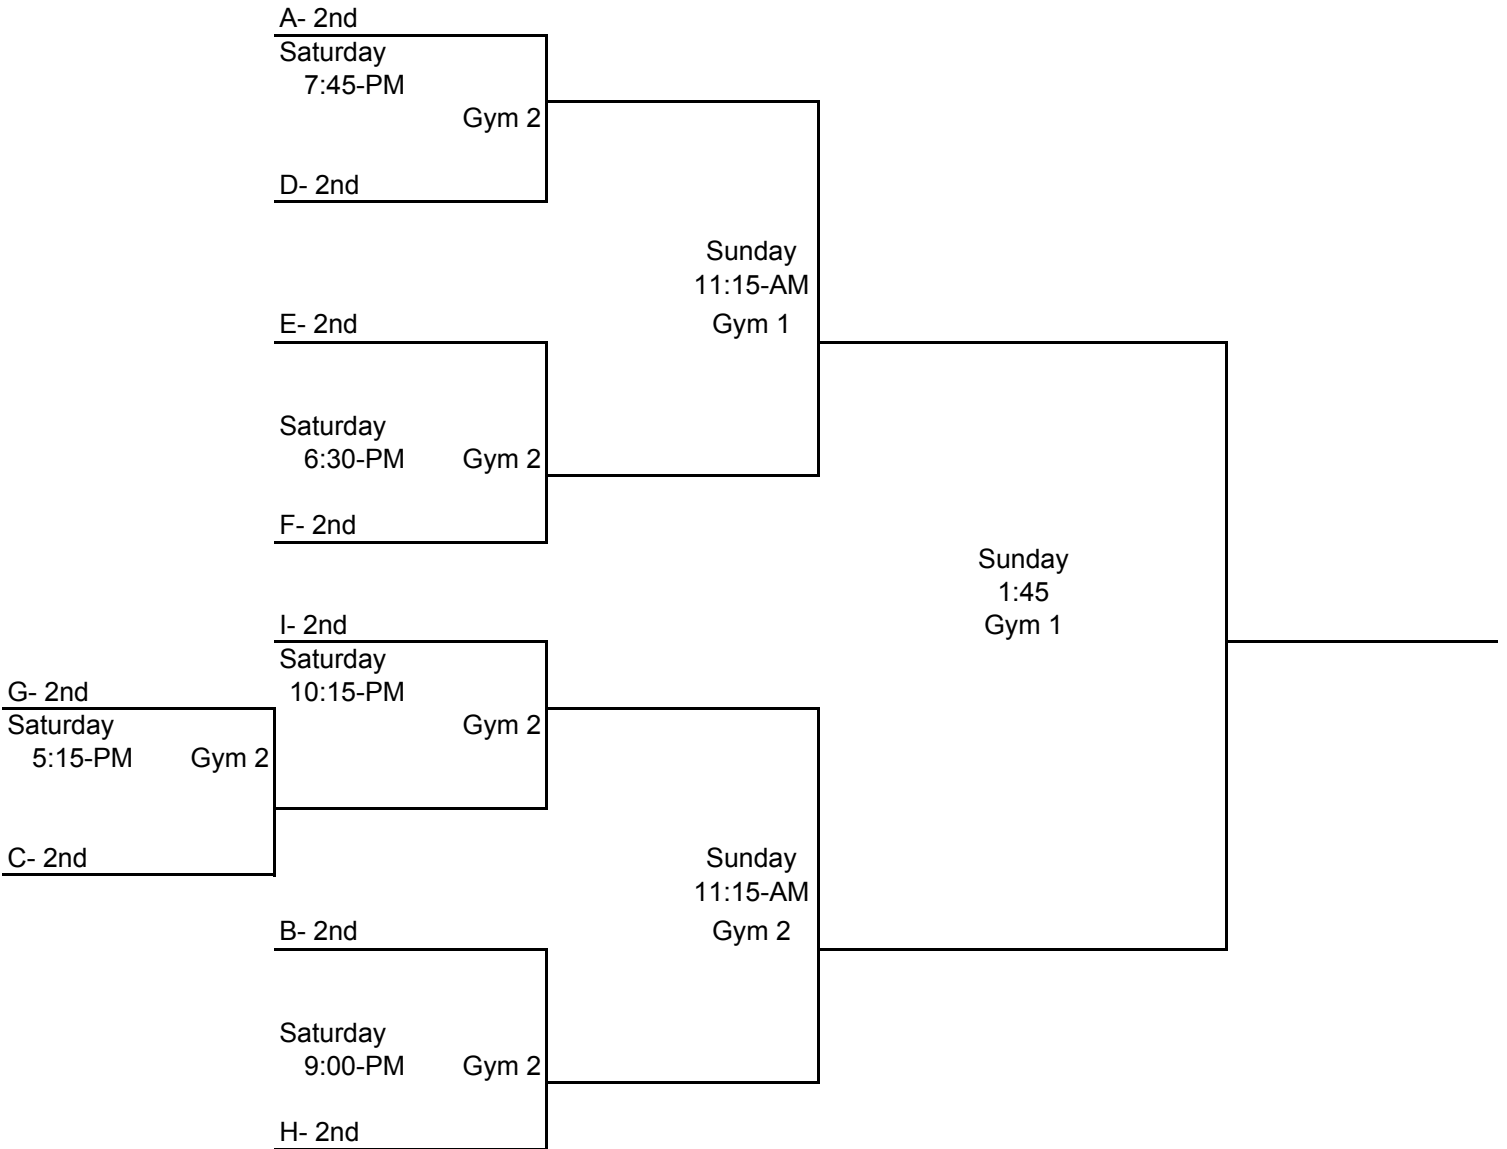 A- 2nd
Saturday
7:45-PM
Gym 2
D- 2nd
Sunday
11:15-AM
Gym 1
E- 2nd
Saturday
6:30-PM Gym 2
F- 2nd
Sunday
1:45
Gym 1
I- 2nd
Saturday
10:15-PM
Gym 2
G- 2nd
Saturday
5:15-PM Gym 2
C- 2nd
Sunday
11:15-AM
Gym 2
B- 2nd
Saturday
9:00-PM Gym 2
H- 2nd